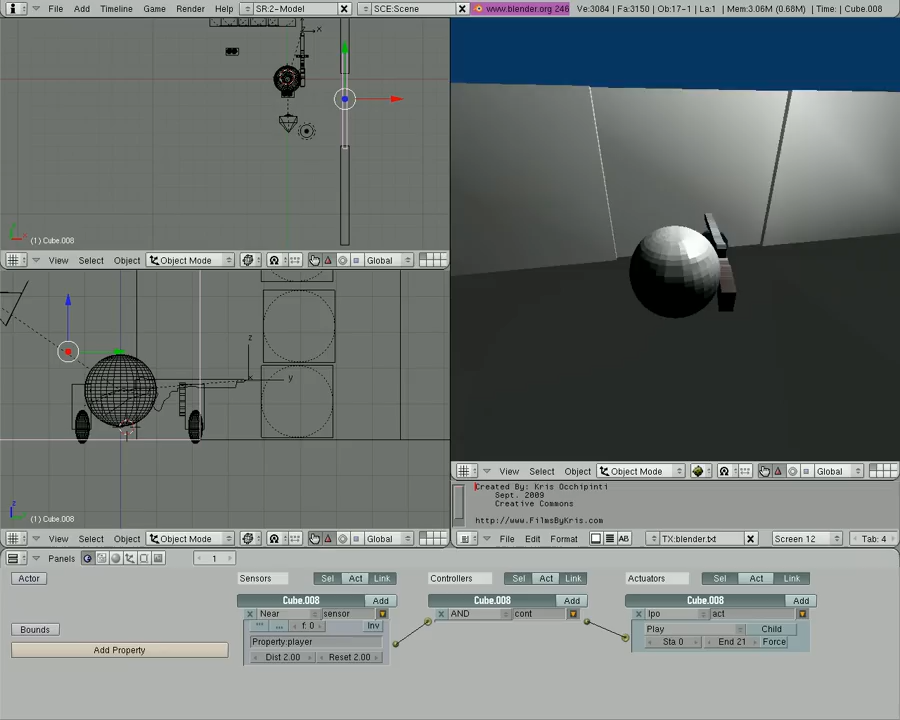 File Add Timeline Game Render Help SR:2-Model SCE:Scene www.blender.org 246 Ve:3084 | Fa:3150 | Ob:17-1 | La:1 | Mem:3.06M (0.68M) | Time: | Cube.008
x
(1) Cube.008
View Select Object Object Mode Global
z
y
z
(1) Cube.008
View Select Object Object Mode Global
View Select Object Object Mode Global
Created By: Kris Occhipinti
Sept. 2009
Creative Commons
http://www.FilmsByKris.com
File Edit Format AB TX:blender.txt Screen 12 Tab: 4
Panels 1
Actor
Bounds
Add Property
Sensors Sel Act Link
Cube.008 Add
Near sensor
f: 0 Inv
Property:player
Dist 2.00 Reset 2.00
Controllers Sel Act Link
Cube.008 Add
AND cont
Actuators Sel Act Link
Cube.008 Add
Ipo act
Play Child
Sta 0 End 21 Force